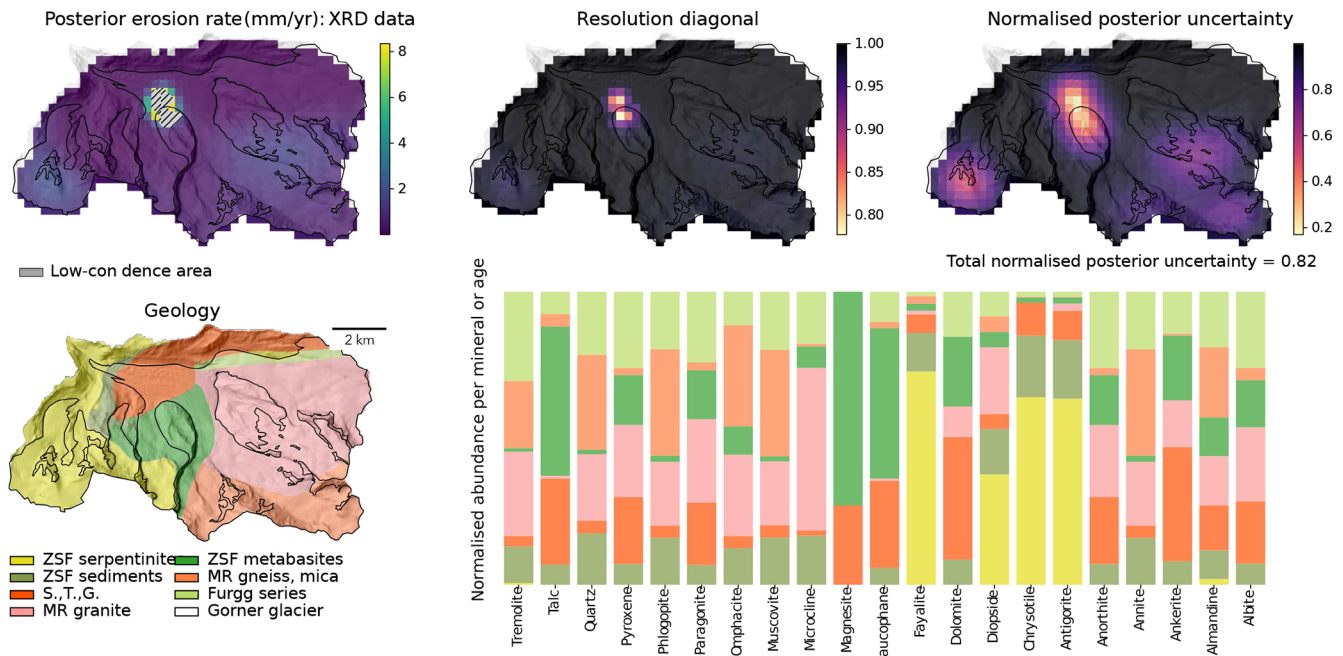 Posterior erosion rate(mm/yr): XRD data
8
6
4
2
Low-con dence area
Resolution diagonal
1.00
0.95
0.90
0.85
0.80
Normalised posterior uncertainty
0.8
0.6
0.4
0.2
Total normalised posterior uncertainty = 0.82
Geology
2 km
ZSF serpentinite
ZSF sediments
S.,T.,G.
MR granite
ZSF metabasites
MR gneiss, mica
Furgg series
Gorner glacier
Normalised abundance per mineral or age
Tremolite
Talc
Quartz
Pyroxene
Phlogopite
Paragonite
Omphacite
Muscovite
Microcline
Magnesite
aucophane
Fayalite
Dolomite
Diopside
Chrysotile
Antigorite
Anorthite
Annite
Ankerite
Almandine
Albite